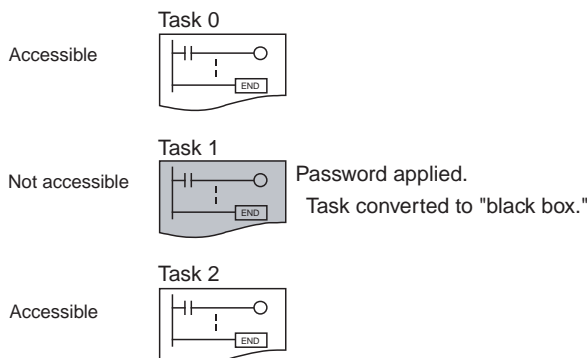 Task 0
Accessible
END
Task 1
Not accessible
END
Password applied.
Task converted to "black box."
Task 2
Accessible
END